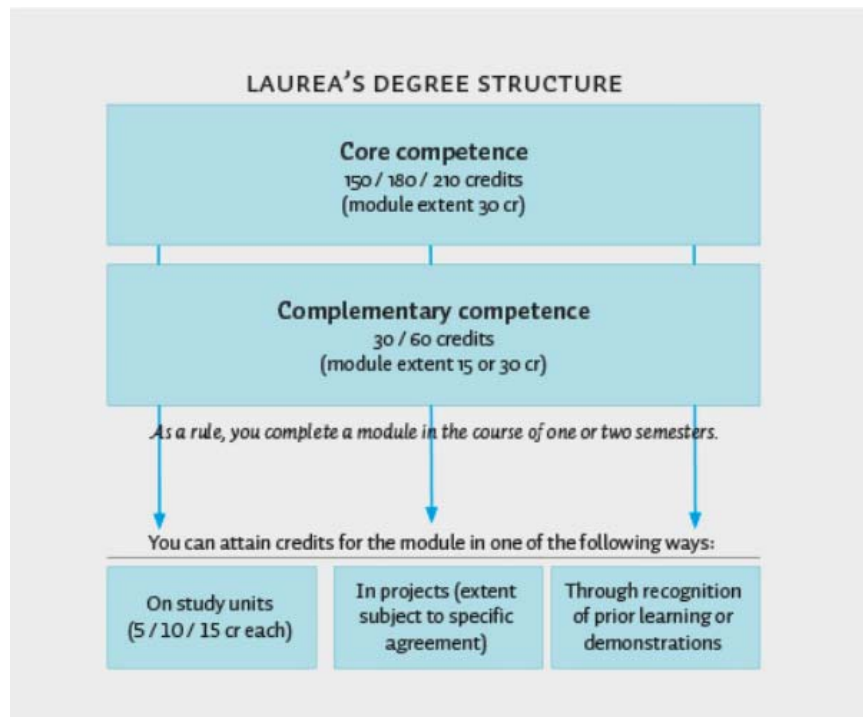 LAUREA'S DEGREE STRUCTURE
Core competence
150 / 180 / 210 credits
(module extent 30 cr)
Complementary competence
30 / 60 credits
(module extent 15 or 30 cr)
As a rule, you complete a module in the course of one or two semesters.
You can attain credits for the module in one of the following ways:
On study units
(5 / 10 / 15 cr each)
In projects (extent
subject to specific
agreement)
Through recognition
of prior learning or
demonstrations